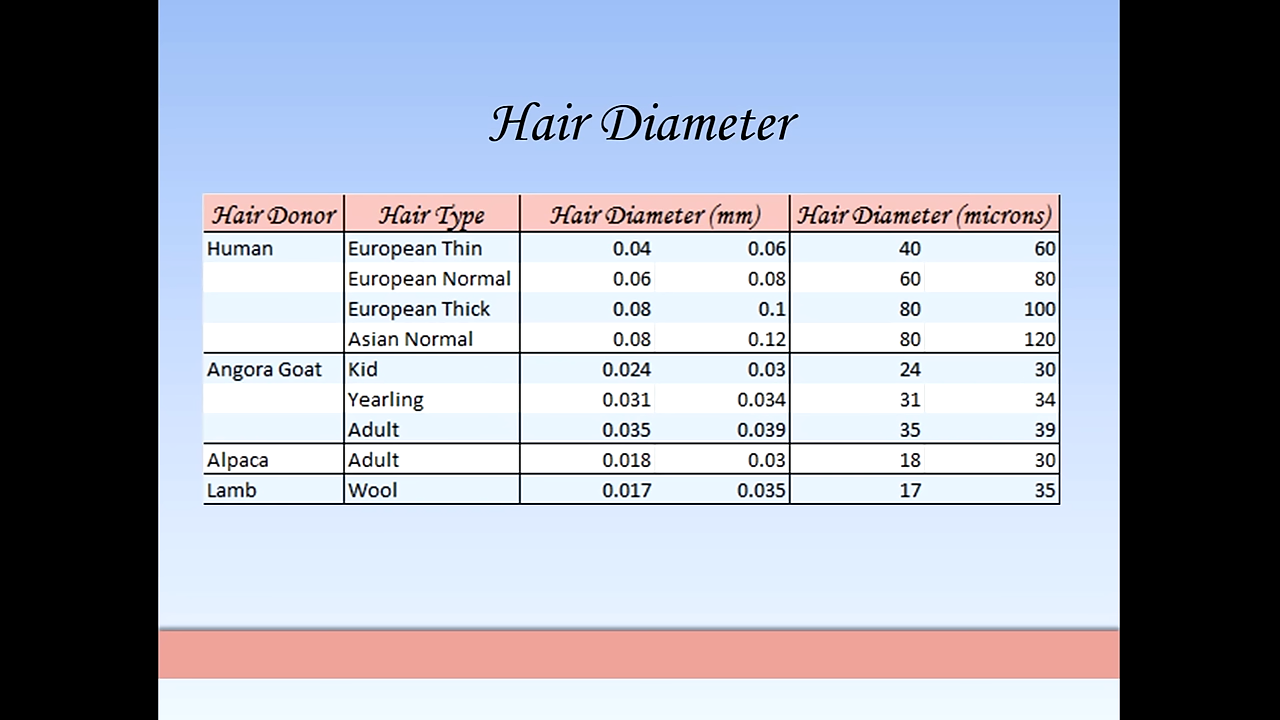 Hair Diameter
Hair Donor Hair Type Hair Diameter (mm) Hair Diameter (microns)
Human European Thin 0.04 0.06 40 60
European Normal 0.06 0.08 60 80
European Thick 0.08 0.1 80 100
Asian Normal 0.08 0.12 80 120
Angora Goat Kid 0.024 0.03 24 30
Yearling 0.031 0.034 31 34
Adult 0.035 0.039 35 39
Alpaca Adult 0.018 0.03 18 30
Lamb Wool 0.017 0.035 17 35